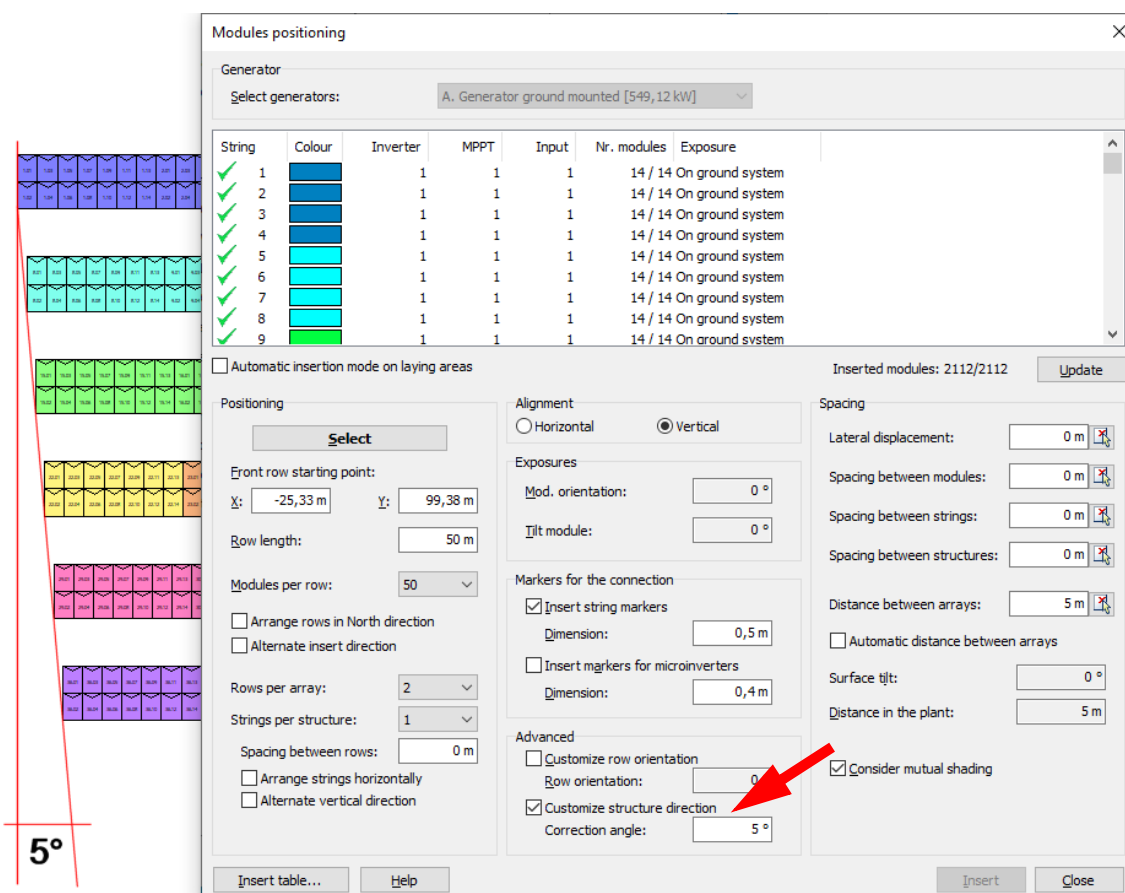 Modules positioning
Generator
Select generators: A. Generator ground mounted [549,12 kW]
String Colour Inverter MPPT Input Nr. modules Exposure
1 1 1 1 14 / 14 On ground system
2 1 1 1 14 / 14 On ground system
3 1 1 1 14 / 14 On ground system
4 1 1 1 14 / 14 On ground system
5 1 1 1 14 / 14 On ground system
6 1 1 1 14 / 14 On ground system
7 1 1 1 14 / 14 On ground system
8 1 1 1 14 / 14 On ground system
9 1 1 1 14 / 14 On ground system
Automatic insertion mode on laying areas
Inserted modules: 2112/2112 Update
Positioning
Select
Front row starting point:
X: -25,33 m Y: 99,38 m
Row length: 50 m
Modules per row: 50
Arrange rows in North direction
Alternate insert direction
Rows per array: 2
Strings per structure: 1
Spacing between rows: 0 m
Arrange strings horizontally
Alternate vertical direction
Alignment
Horizontal Vertical
Exposures
Mod. orientation: 0 °
Tilt module: 0 °
Markers for the connection
Insert string markers
Dimension: 0,5 m
Insert markers for microinverters
Dimension: 0,4 m
Advanced
Customize row orientation
Row orientation: 0
Customize structure direction
Correction angle: 5 °
Spacing
Lateral displacement: 0 m
Spacing between modules: 0 m
Spacing between strings: 0 m
Spacing between structures: 0 m
Distance between arrays: 5 m
Automatic distance between arrays
Surface tilt: 0 °
Distance in the plant: 5 m
Consider mutual shading
5°
Insert table... Help Insert Close